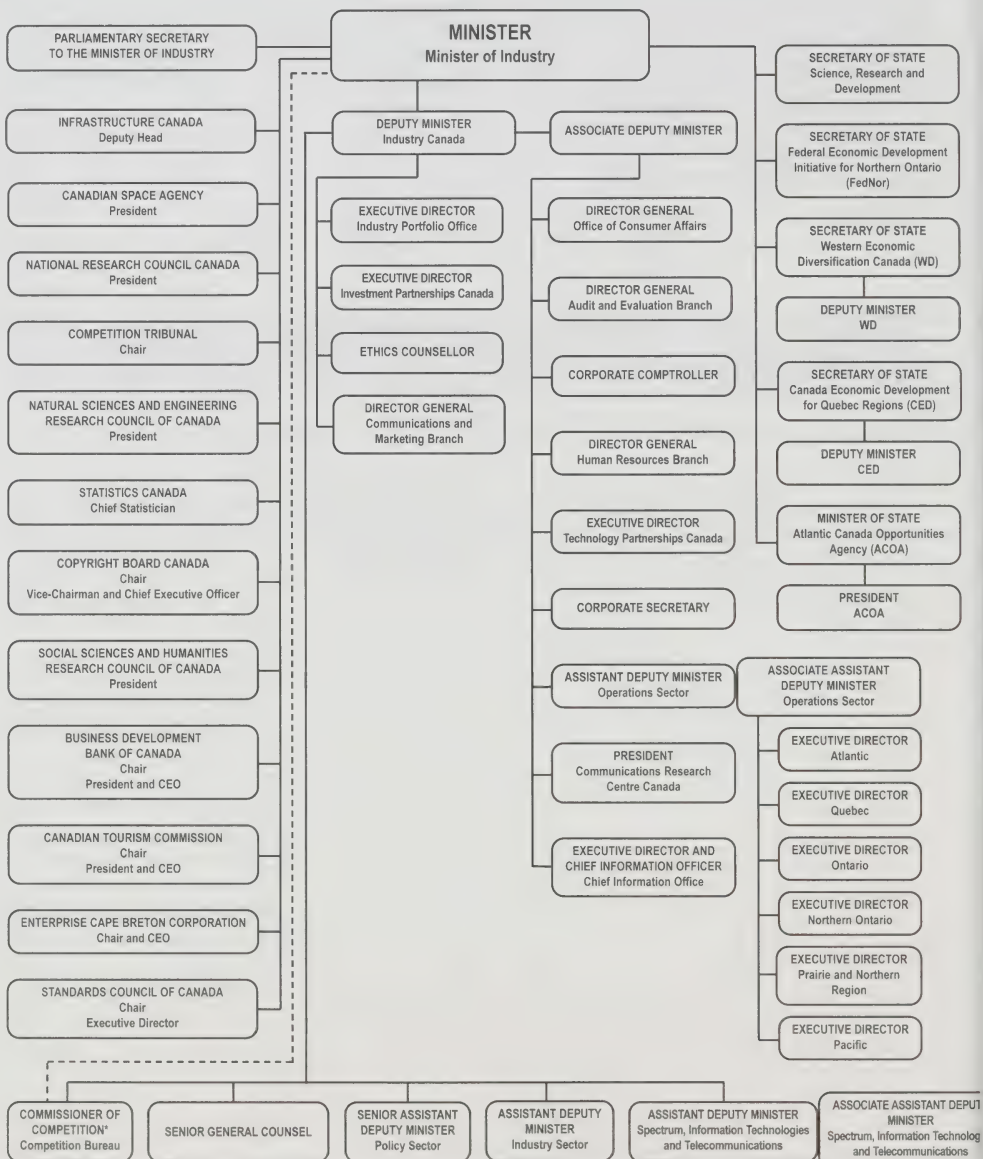 MINISTER
Minister of Industry
PARLIAMENTARY SECRETARY
TO THE MINISTER OF INDUSTRY
INFRASTRUCTURE CANADA
Deputy Head
CANADIAN SPACE AGENCY
President
NATIONAL RESEARCH COUNCIL CANADA
President
COMPETITION TRIBUNAL
Chair
NATURAL SCIENCES AND ENGINEERING
RESEARCH COUNCIL OF CANADA
President
STATISTICS CANADA
Chief Statistician
COPYRIGHT BOARD CANADA
Chair
Vice-Chairman and Chief Executive Officer
SOCIAL SCIENCES AND HUMANITIES
RESEARCH COUNCIL OF CANADA
President
BUSINESS DEVELOPMENT
BANK OF CANADA
Chair
President and CEO
CANADIAN TOURISM COMMISSION
Chair
President and CEO
ENTERPRISE CAPE BRETON CORPORATION
Chair and CEO
STANDARDS COUNCIL OF CANADA
Chair
Executive Director
DEPUTY MINISTER
Industry Canada
EXECUTIVE DIRECTOR
Industry Portfolio Office
EXECUTIVE DIRECTOR
Investment Partnerships Canada
ETHICS COUNSELLOR
DIRECTOR GENERAL
Communications and
Marketing Branch
ASSOCIATE DEPUTY MINISTER
DIRECTOR GENERAL
Office of Consumer Affairs
DIRECTOR GENERAL
Audit and Evaluation Branch
CORPORATE COMPTROLLER
DIRECTOR GENERAL
Human Resources Branch
EXECUTIVE DIRECTOR
Technology Partnerships Canada
CORPORATE SECRETARY
ASSISTANT DEPUTY MINISTER
Operations Sector
PRESIDENT
Communications Research
Centre Canada
EXECUTIVE DIRECTOR AND
CHIEF INFORMATION OFFICER
Chief Information Office
SECRETARY OF STATE
Science, Research and
Development
SECRETARY OF STATE
Federal Economic Development
Initiative for Northern Ontario
(FedNor)
SECRETARY OF STATE
Western Economic
Diversification Canada (WD)
DEPUTY MINISTER
WD
SECRETARY OF STATE
Canada Economic Development
for Quebec Regions (CED)
DEPUTY MINISTER
CED
MINISTER OF STATE
Atlantic Canada Opportunities
Agency (ACOA)
PRESIDENT
ACOA
ASSOCIATE ASSISTANT
DEPUTY MINISTER
Operations Sector
EXECUTIVE DIRECTOR
Atlantic
EXECUTIVE DIRECTOR
Quebec
EXECUTIVE DIRECTOR
Ontario
EXECUTIVE DIRECTOR
Northern Ontario
EXECUTIVE DIRECTOR
Prairie and Northern
Region
EXECUTIVE DIRECTOR
Pacific
COMMISSIONER OF
COMPETITION*
Competition Bureau
SENIOR GENERAL COUNSEL
SENIOR ASSISTANT
DEPUTY MINISTER
Policy Sector
ASSISTANT DEPUTY
MINISTER
Industry Sector
ASSISTANT DEPUTY MINISTER
Spectrum, Information Technologies
and Telecommunications
ASSOCIATE ASSISTANT DEPUT
MINISTER
Spectrum, Information Technolog
and Telecommunications